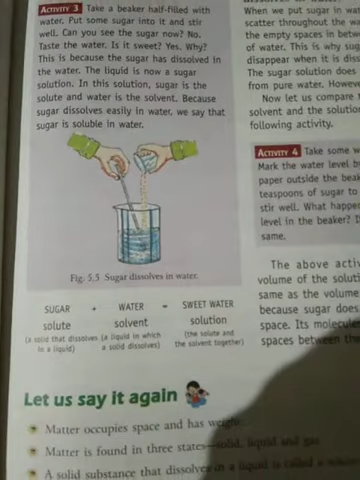 ACTIVITY 3 Take a beaker half-filled with
water. Put some sugar into it and stir
well. Can you see the sugar now? No.
Taste the water. Is it sweet? Yes. Why?
This is because the sugar has dissolved in
the water. The liquid is now a sugar
solution. In this solution, sugar is the
solute and water is the solvent. Because
sugar dissolves easily in water, we say that
sugar is soluble in water.
Fig. 5.5 Sugar dissolves in water.
SUGAR + WATER = SWEET WATER
solute solvent solution
(a solid that dissolves (a liquid in which (the solute and
in a liquid) a solid dissolves) the solvent together)
Let us say it again
Matter occupies space and has weight.
Matter is found in three states—solid, liquid and gas
A solid substance that dissolves in a liquid is called a
When we put sugar in
scatter throughout the
the empty spaces in
of water. This is why
disappear when it is
The sugar solution does
from pure water.
Now let us compare
solvent and the solution
following activity.
ACTIVITY 4 Take some
Mark the water level
paper outside the
teaspoons of sugar to
stir well. What
level in the beaker?
same.
The above
volume of the
same as the volume
because sugar does
space. Its
spaces between